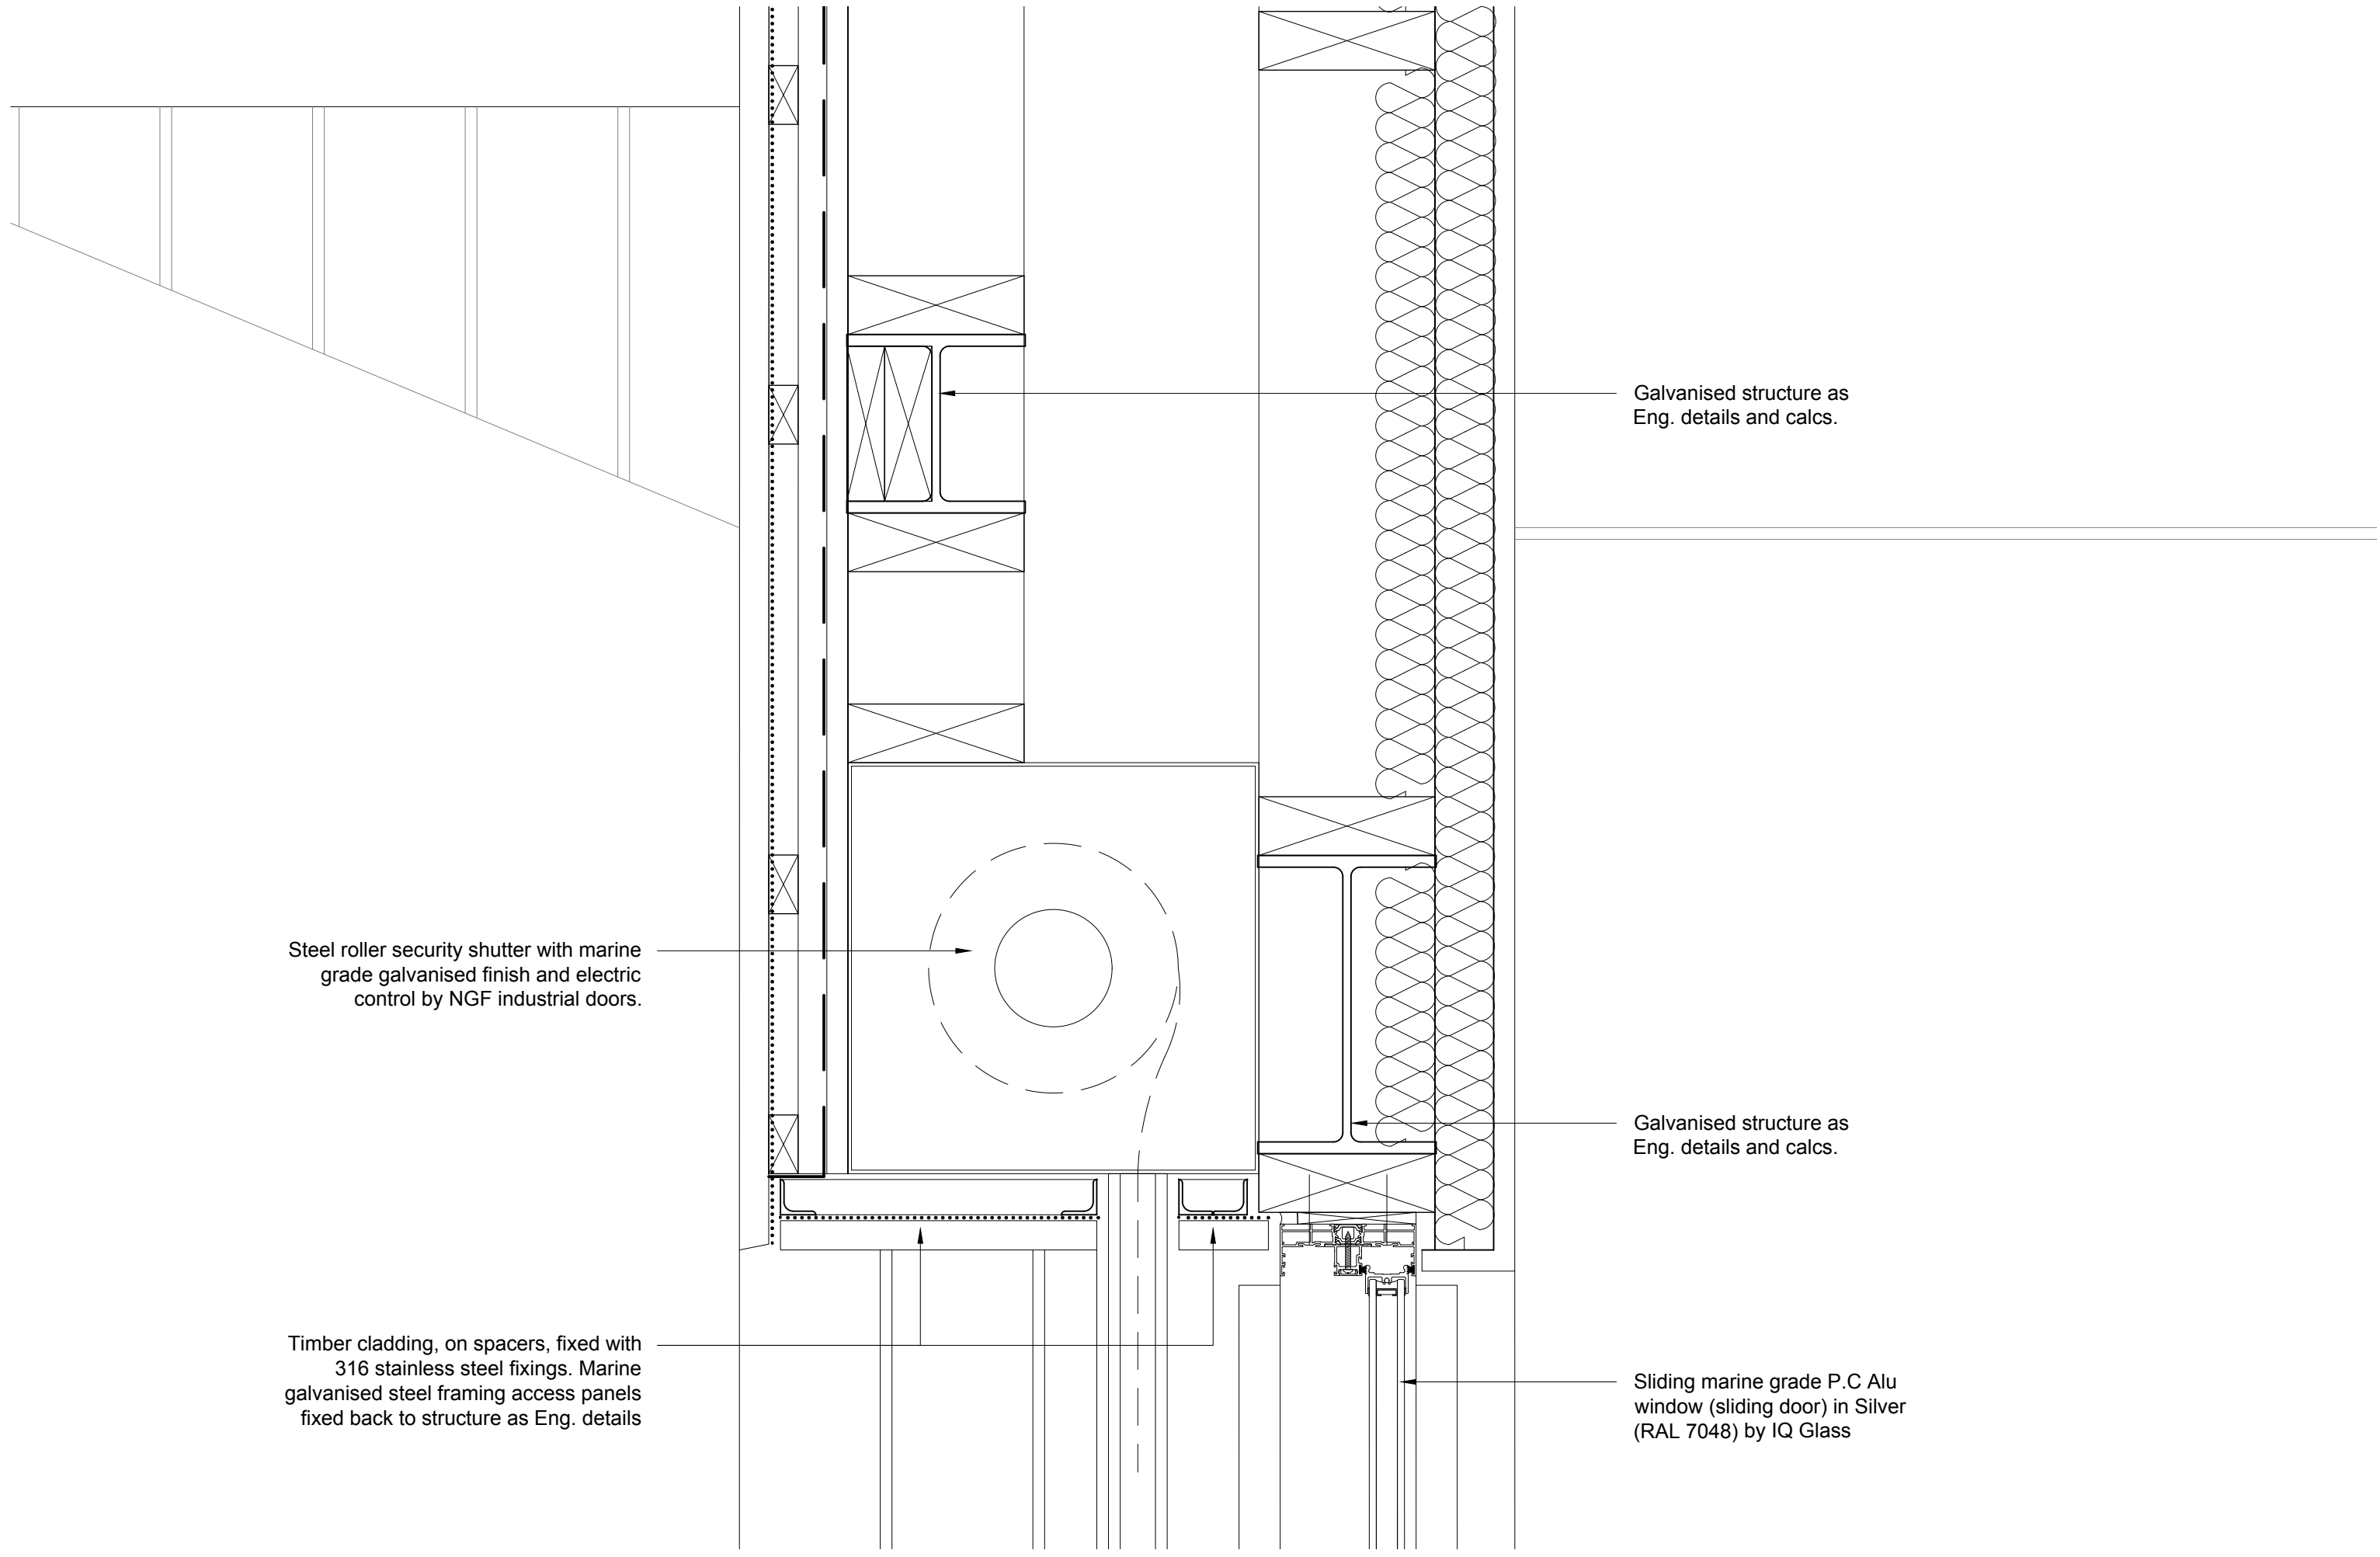 Galvanised structure as
Eng. details and calcs.
Steel roller security shutter with marine
grade galvanised finish and electric
control by NGF industrial doors.
Galvanised structure as
Eng. details and calcs.
Timber cladding, on spacers, fixed with
316 stainless steel fixings. Marine
galvanised steel framing access panels
fixed back to structure as Eng. details
Sliding marine grade P.C Alu
window (sliding door) in Silver
(RAL 7048) by IQ Glass